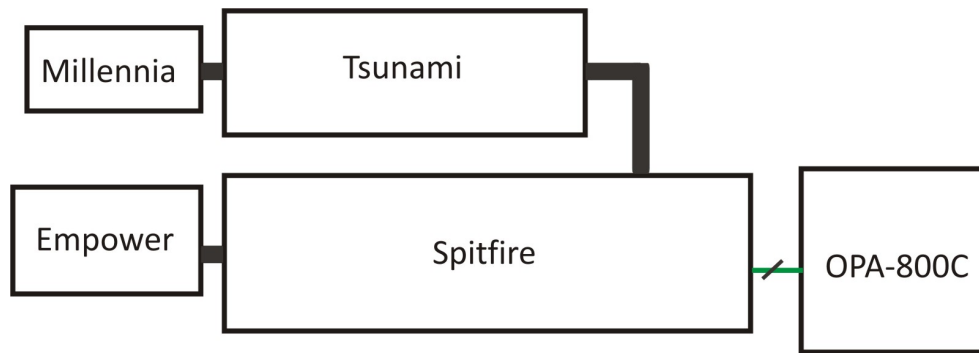 Millennia
Tsunami
Empower
Spitfire
OPA-800C